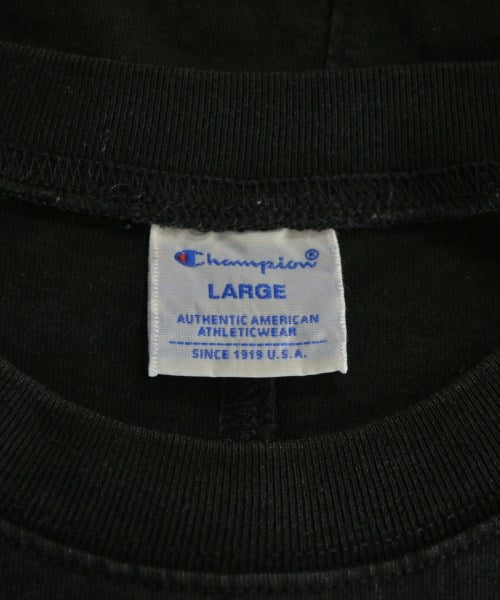 Champion®
LARGE
AUTHENTIC AMERICAN
ATHLETICWEAR
SINCE 1919 U.S.A.